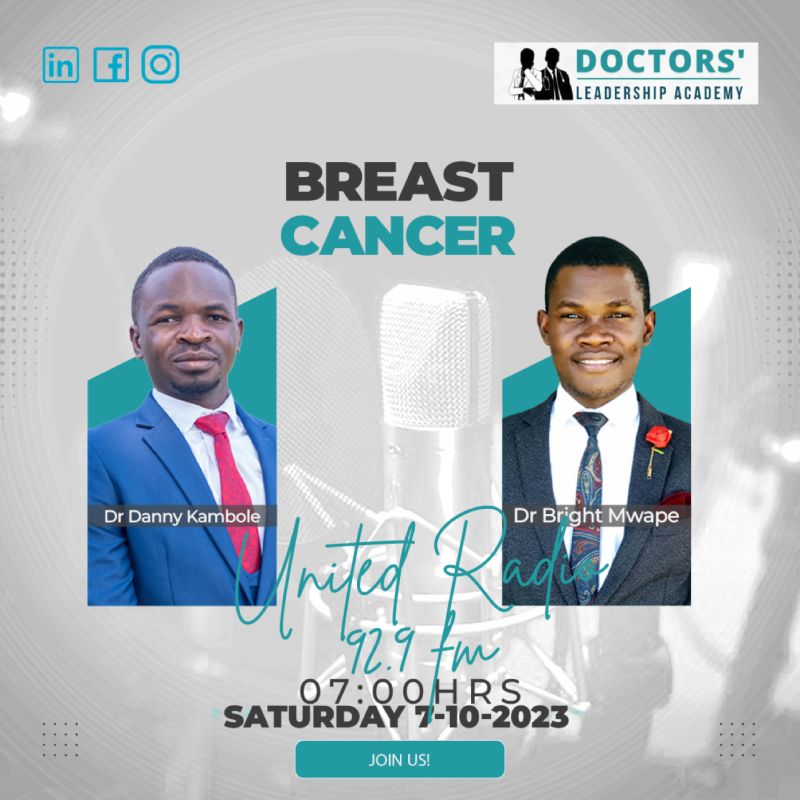 in f
DOCTORS'
LEADERSHIP ACADEMY
BREAST
CANCER
Dr Danny Kambole
Dr Bright Mwape
United Radio
92.9 fm
07:00HRS
SATURDAY 7-10-2023
JOIN US!